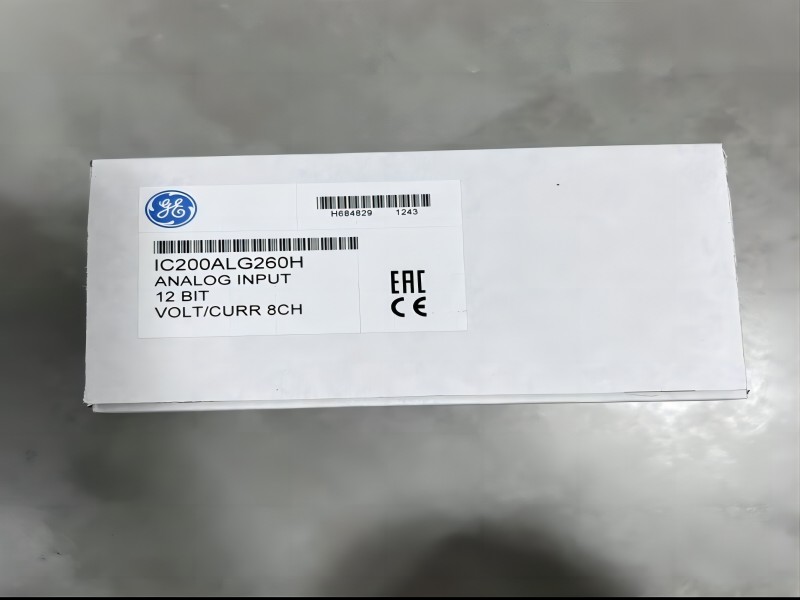 GE
H684829 1243
IC200ALG260H
ANALOG INPUT
12 BIT
VOLT/CURR 8CH
EAC
CE